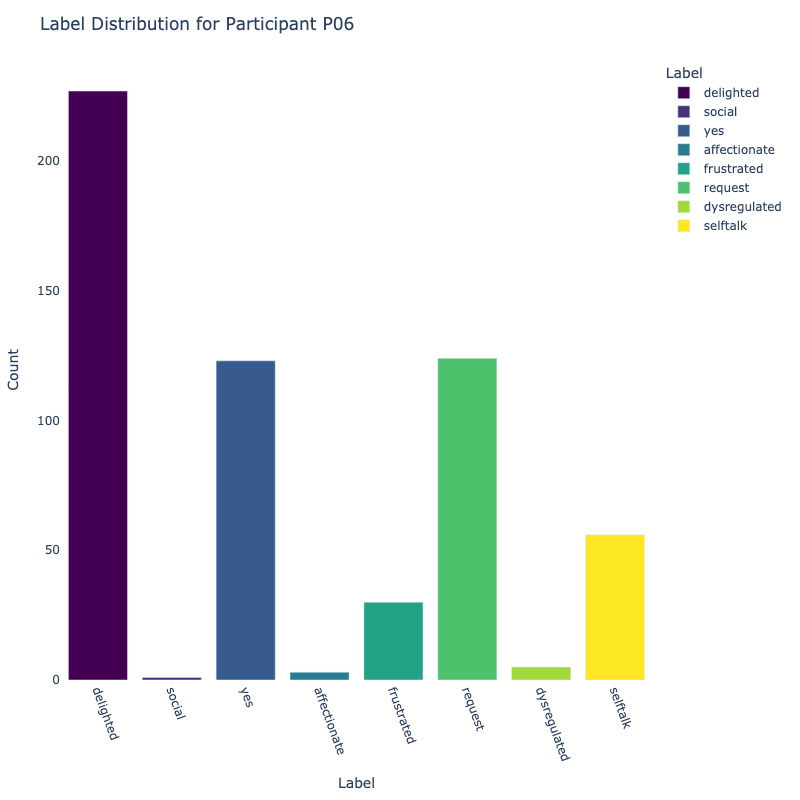 Label Distribution for Participant P06
Label
delighted
social
yes
affectionate
frustrated
request
dysregulated
selftalk
Count
200
150
100
50
0
delighted
social
yes
affectionate
frustrated
request
dysregulated
selftalk
Label